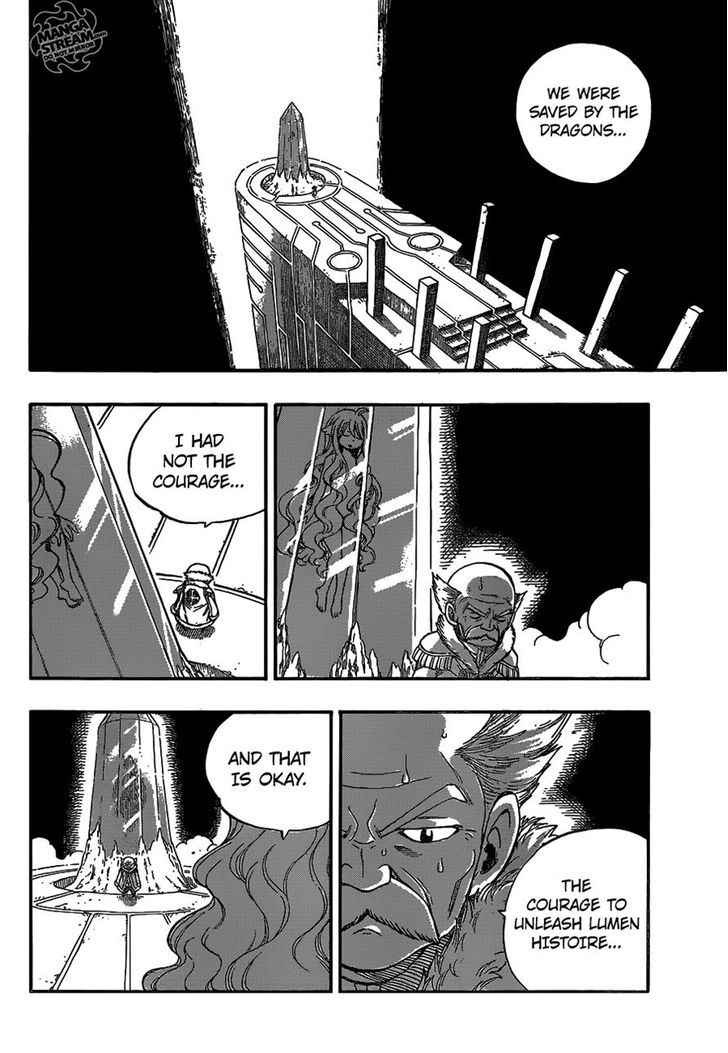 MANGA
STREAM
WE WERE
SAVED BY THE
DRAGONS...
I HAD
NOT THE
COURAGE...
THE
COURAGE TO
UNLEASH LUMEN
HISTOIRE...
AND THAT
IS OKAY.